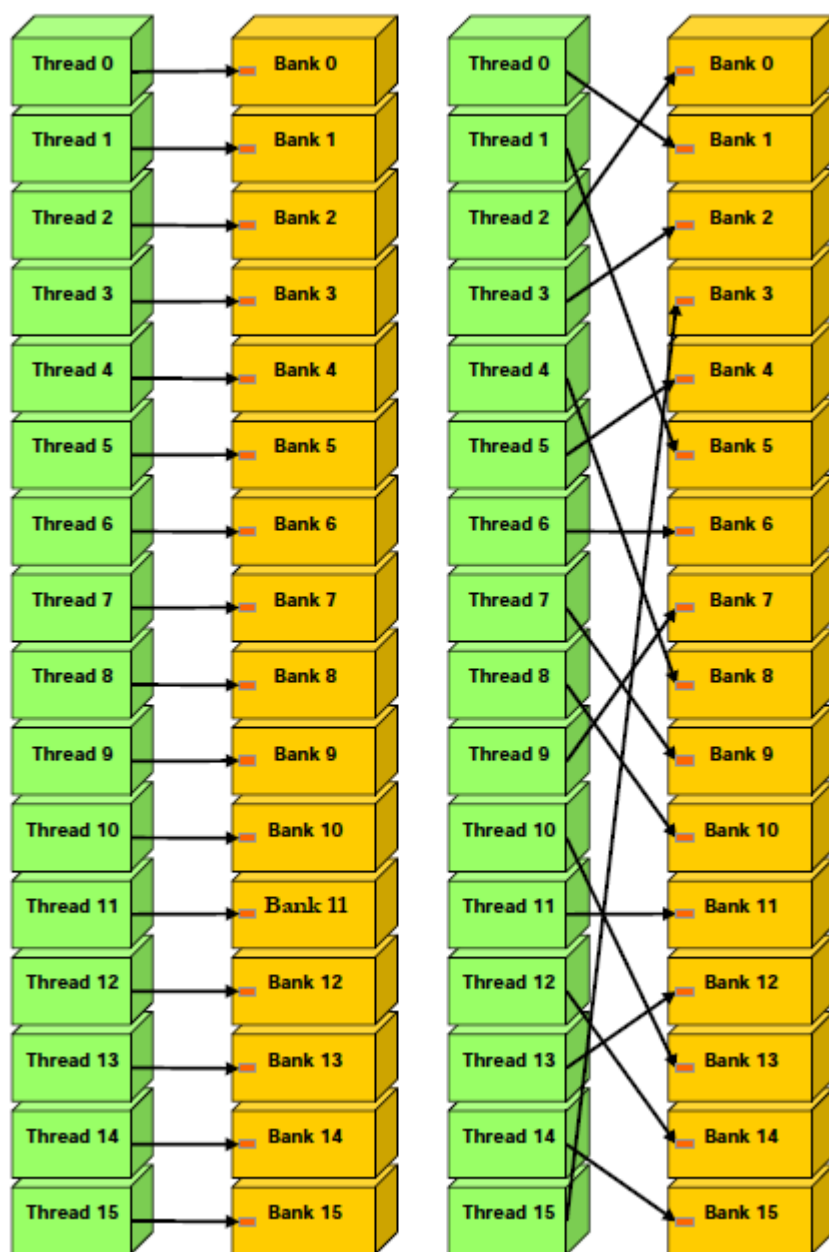 Thread 0 Bank 0 Thread 0 Bank 0
Thread 1 Bank 1 Thread 1 Bank 1
Thread 2 Bank 2 Thread 2 Bank 2
Thread 3 Bank 3 Thread 3 Bank 3
Thread 4 Bank 4 Thread 4 Bank 4
Thread 5 Bank 5 Thread 5 Bank 5
Thread 6 Bank 6 Thread 6 Bank 6
Thread 7 Bank 7 Thread 7 Bank 7
Thread 8 Bank 8 Thread 8 Bank 8
Thread 9 Bank 9 Thread 9 Bank 9
Thread 10 Bank 10 Thread 10 Bank 10
Thread 11 Bank 11 Thread 11 Bank 11
Thread 12 Bank 12 Thread 12 Bank 12
Thread 13 Bank 13 Thread 13 Bank 13
Thread 14 Bank 14 Thread 14 Bank 14
Thread 15 Bank 15 Thread 15 Bank 15